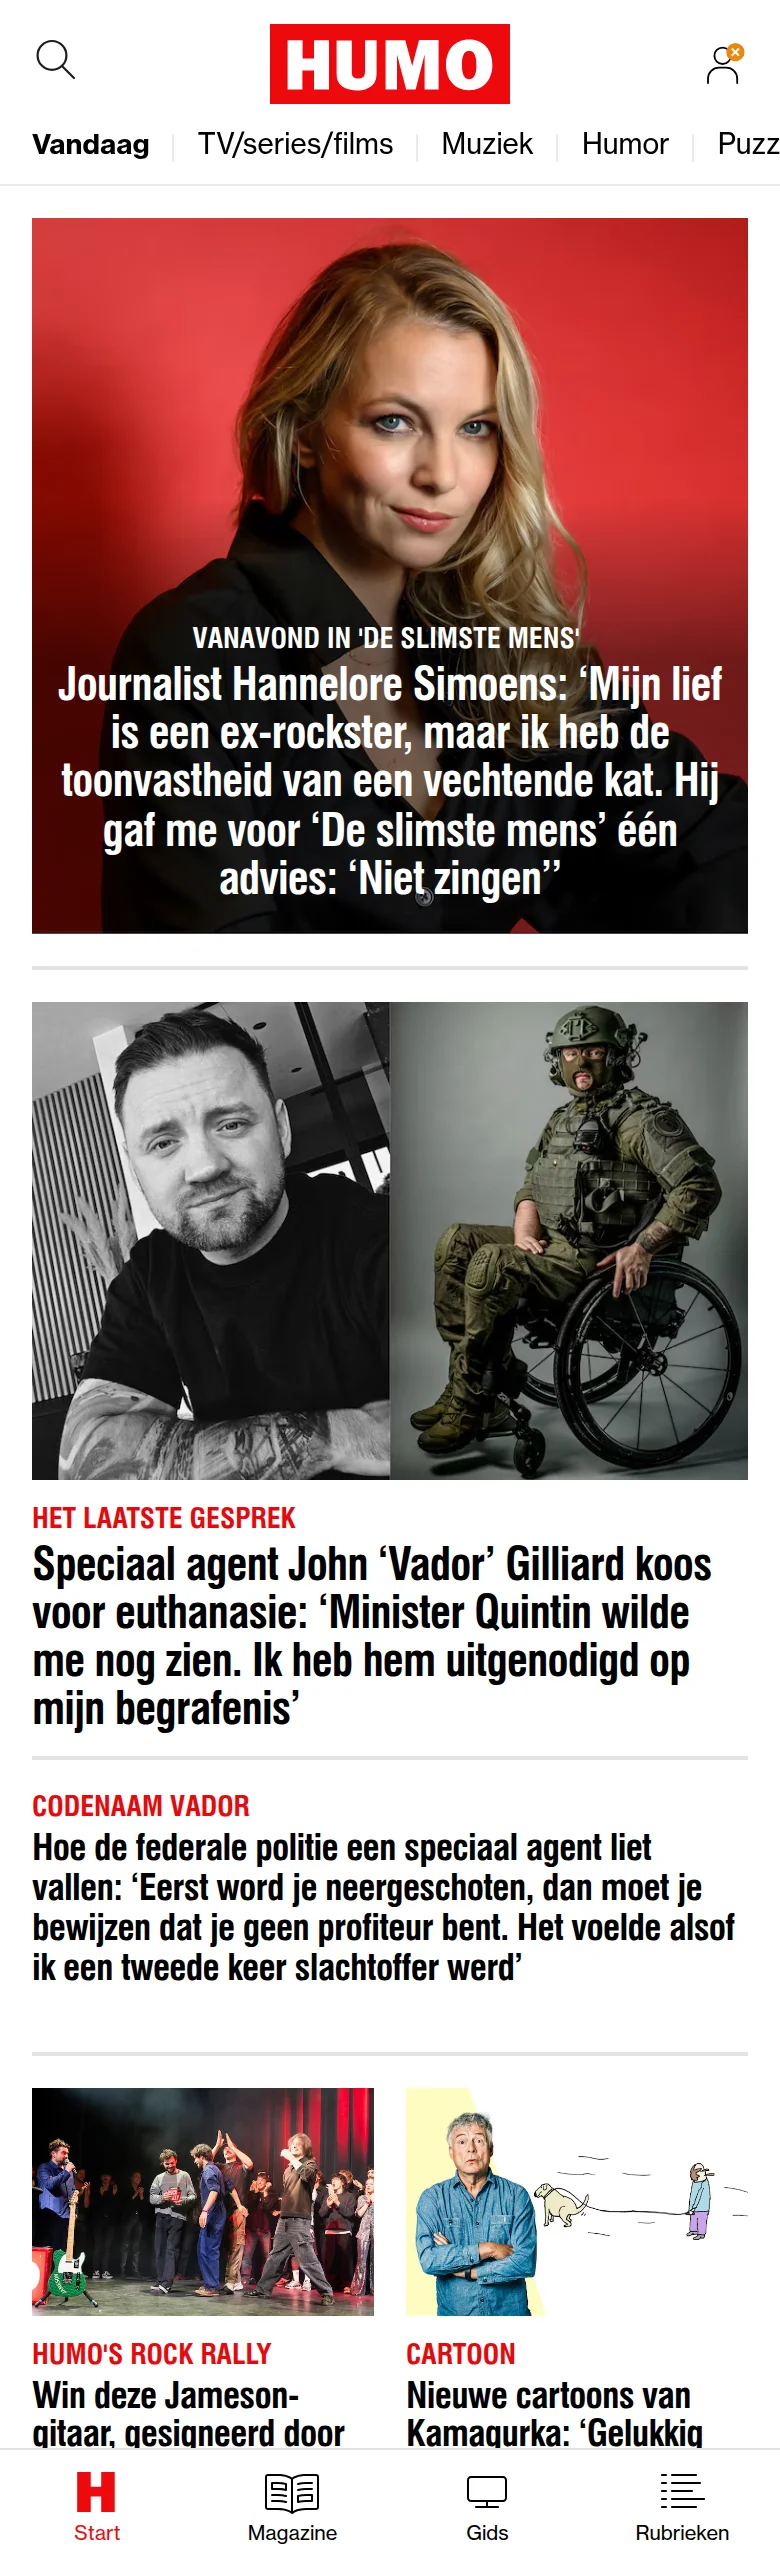 HUMO
Vandaag
TV/series/films
Muziek
Humor
Puzz
VANAVOND IN 'DE SLIMSTE MENS'
Journalist Hannelore Simoens: ‘Mijn lief
is een ex-rockster, maar ik heb de
toonvastheid van een vechtende kat. Hij
gaf me voor ‘De slimste mens’ één
advies: ‘Niet zingen’’
HET LAATSTE GESPREK
Speciaal agent John ‘Vador’ Gilliard koos
voor euthanasie: ‘Minister Quintin wilde
me nog zien. Ik heb hem uitgenodigd op
mijn begrafenis’
CODENAAM VADOR
Hoe de federale politie een speciaal agent liet
vallen: ‘Eerst word je neergeschoten, dan moet je
bewijzen dat je geen profiteur bent. Het voelde alsof
ik een tweede keer slachtoffer werd’
HUMO'S ROCK RALLY
Win deze Jameson-
gitaar, gesigneerd door
CARTOON
Nieuwe cartoons van
Kamagurka: ‘Gelukkig
H
Start
Magazine
Gids
Rubrieken